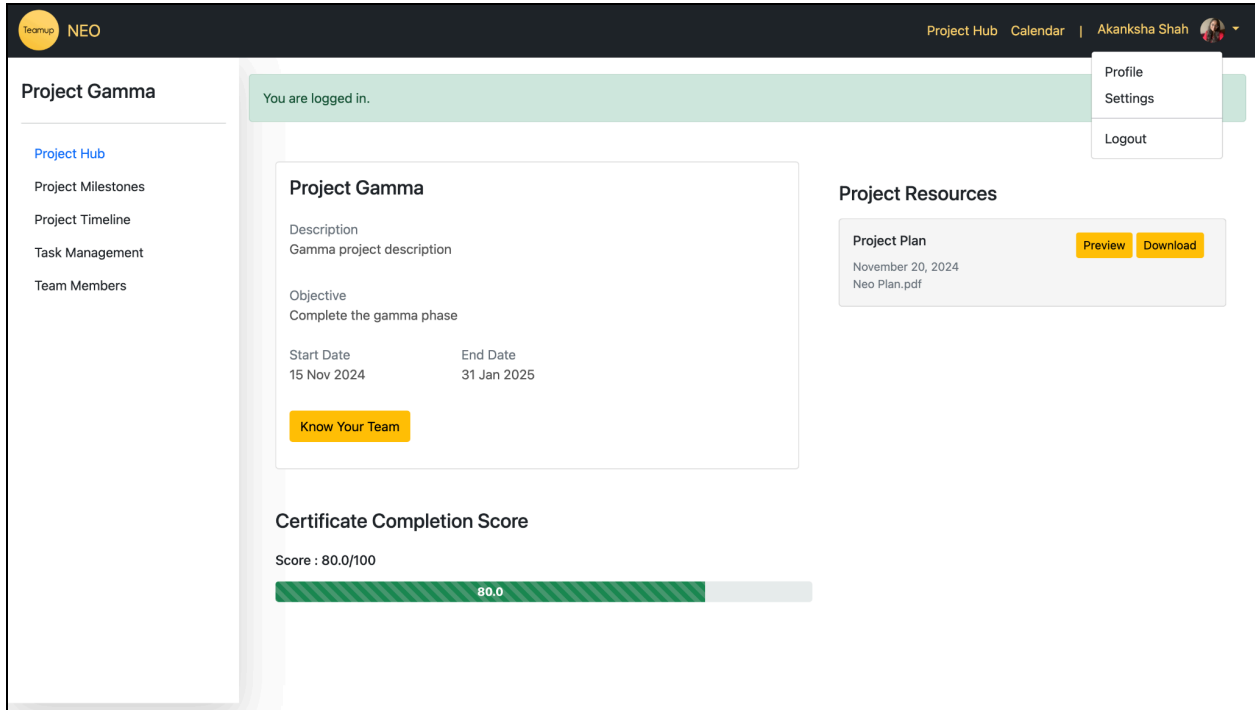 Teamup NEO
Project Hub Calendar | Akanksha Shah
Profile
Settings
Logout
Project Gamma
Project Hub
Project Milestones
Project Timeline
Task Management
Team Members
You are logged in.
Project Gamma
Description
Gamma project description
Objective
Complete the gamma phase
Start Date End Date
15 Nov 2024 31 Jan 2025
Know Your Team
Project Resources
Project Plan Preview Download
November 20, 2024
Neo Plan.pdf
Certificate Completion Score
Score : 80.0/100
80.0